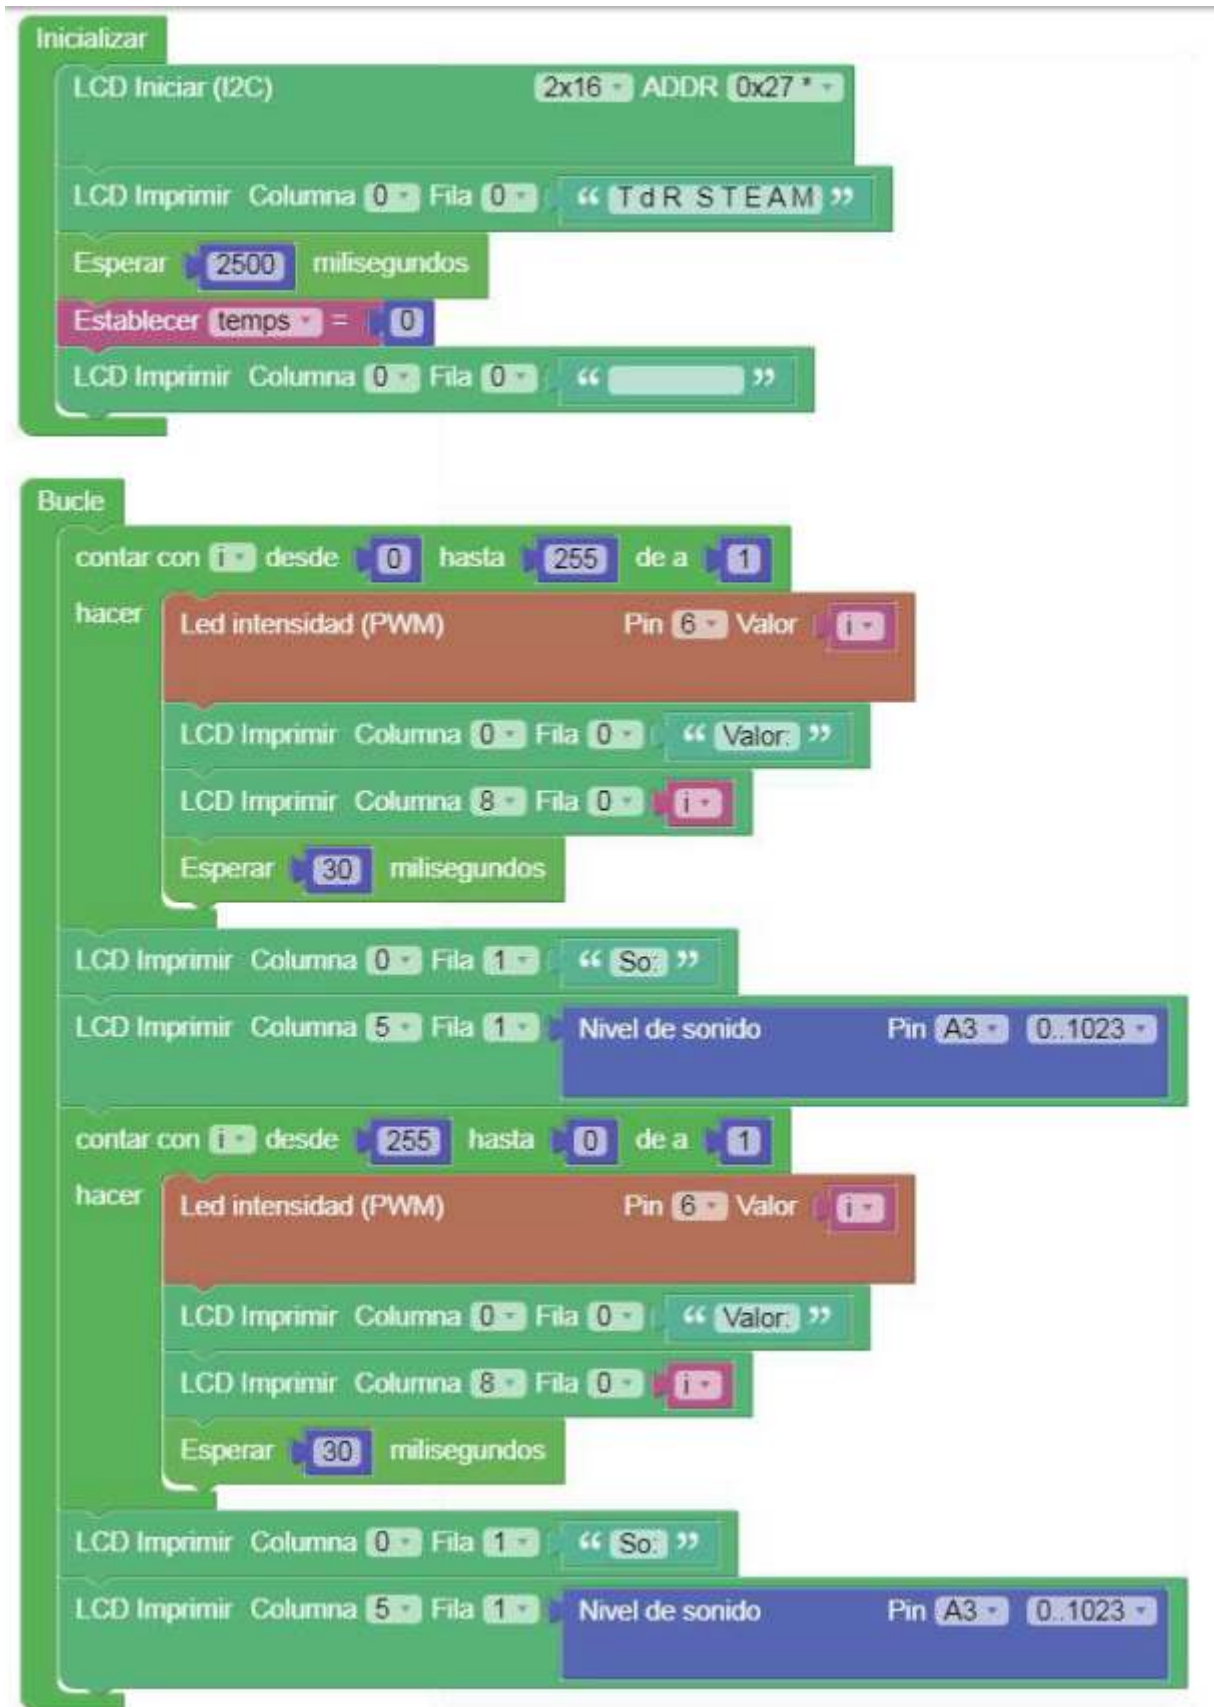 Inicializar
LCD Iniciar (I2C) 2x16 ADDR 0x27 *
LCD Imprimir Columna 0 Fila 0 “ T d R S T E A M ”
Esperar 2500 milisegundos
Establecer temps = 0
LCD Imprimir Columna 0 Fila 0 “ ”
Bucle
contar con i desde 0 hasta 255 de a 1
hacer
Led intensidad (PWM) Pin 6 Valor i
LCD Imprimir Columna 0 Fila 0 “ Valor: ”
LCD Imprimir Columna 8 Fila 0 i
Esperar 30 milisegundos
LCD Imprimir Columna 0 Fila 1 “ So: ”
LCD Imprimir Columna 5 Fila 1 Nivel de sonido Pin A3 0..1023
contar con i desde 255 hasta 0 de a 1
hacer
Led intensidad (PWM) Pin 6 Valor i
LCD Imprimir Columna 0 Fila 0 “ Valor: ”
LCD Imprimir Columna 8 Fila 0 i
Esperar 30 milisegundos
LCD Imprimir Columna 0 Fila 1 “ So: ”
LCD Imprimir Columna 5 Fila 1 Nivel de sonido Pin A3 0..1023